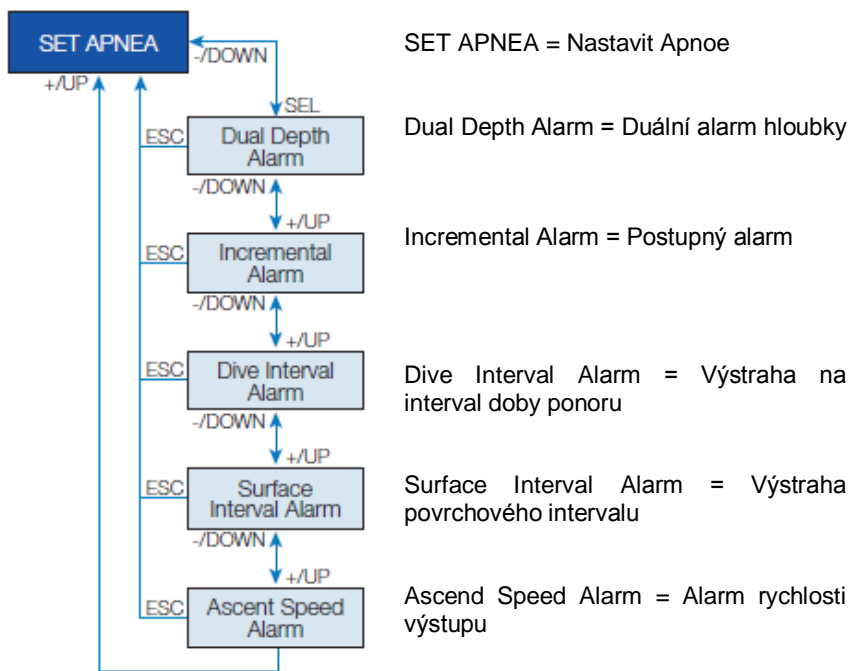 SET APNEA
-/DOWN
+/UP
SEL
ESC
Dual Depth
Alarm
-/DOWN
+/UP
ESC
Incremental
Alarm
-/DOWN
+/UP
ESC
Dive Interval
Alarm
-/DOWN
+/UP
ESC
Surface
Interval Alarm
-/DOWN
+/UP
ESC
Ascent Speed
Alarm
SET APNEA = Nastavit Apnoe
Dual Depth Alarm = Duální alarm hloubky
Incremental Alarm = Postupný alarm
Dive Interval Alarm = Výstraha na
interval doby ponoru
Surface Interval Alarm = Výstraha
povrchového intervalu
Ascend Speed Alarm = Alarm rychlosti
výstupu